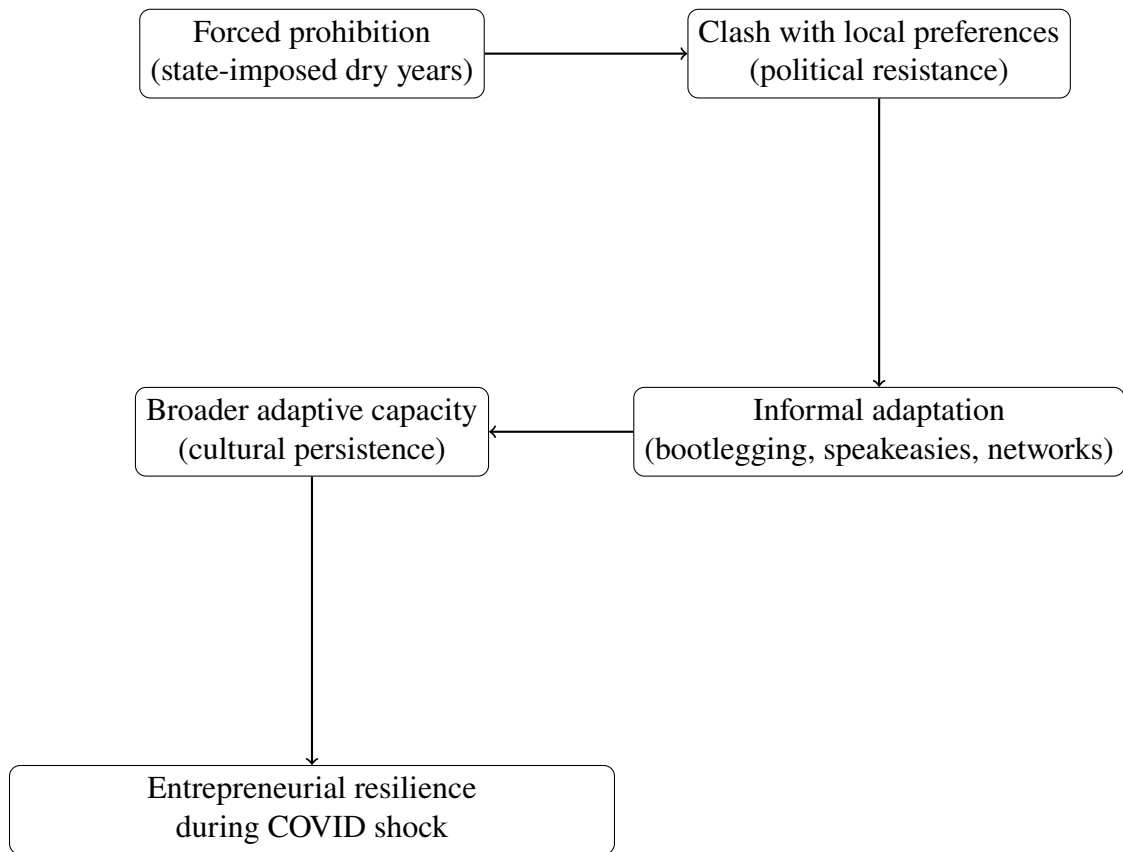 Forced prohibition
(state-imposed dry years)
Clash with local preferences
(political resistance)
Broader adaptive capacity
(cultural persistence)
Informal adaptation
(bootlegging, speakeasies, networks)
Entrepreneurial resilience
during COVID shock